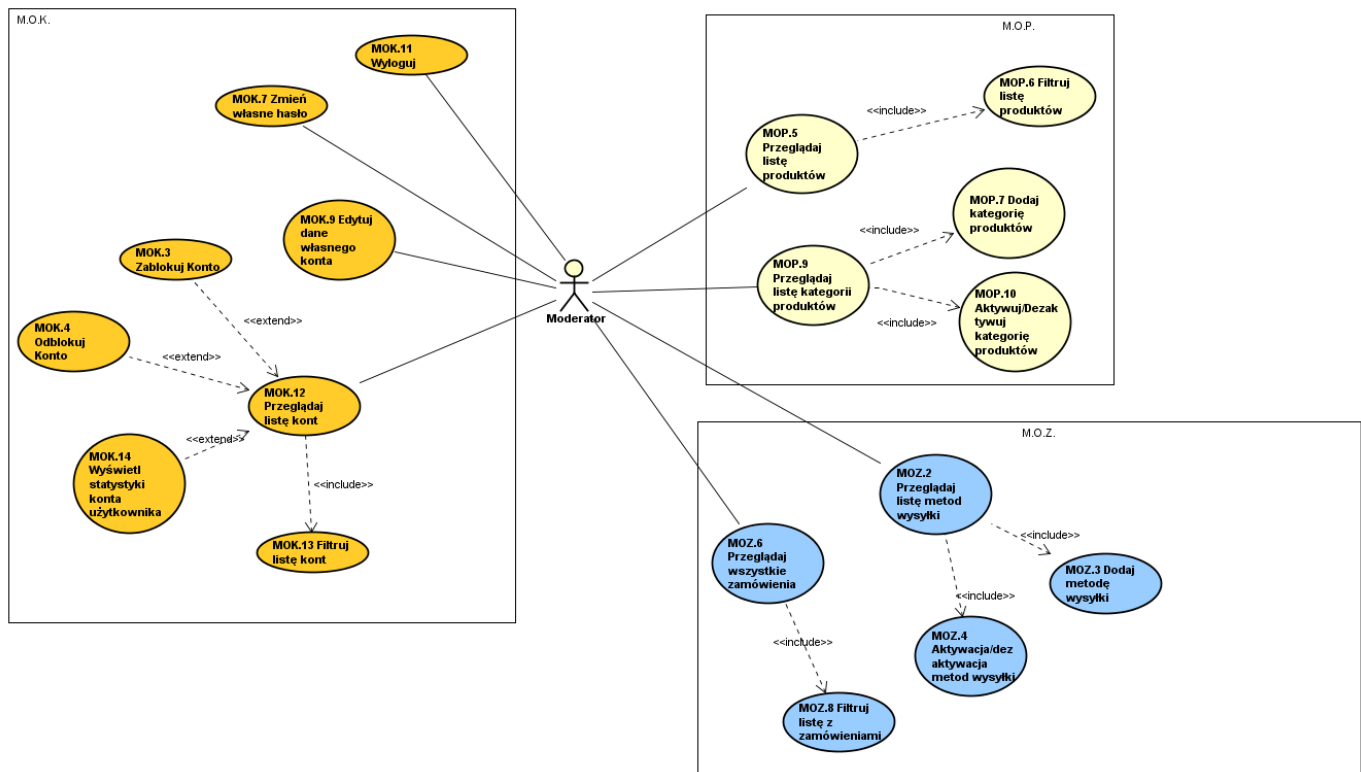 M.O.K.
MOK.11
Wyloguj
MOK.7 Zmień
własne hasło
MOK.9 Edytuj
dane
własnego
konta
MOK.3
Zablokuj Konto
<<extend>>
MOK.4
Odblokuj
Konto
<<extend>>
MOK.12
Przeglądaj
listę kont
<<extend>>
MOK.14
Wyświetl
statystyki
konta
użytkownika
<<include>>
MOK.13 Filtruj
listę kont
Moderator
M.O.P.
MOP.6 Filtruj
listę
produktów
<<include>>
MOP.5
Przeglądaj
listę
produktów
MOP.7 Dodaj
kategorię
produktów
<<include>>
MOP.9
Przeglądaj
listę kategorii
produktów
<<include>>
MOP.10
Aktywuj/Dezak
tywuj
kategorię
produktów
M.O.Z.
MOZ.2
Przeglądaj
listę metod
wysyłki
<<include>>
MOZ.3 Dodaj
metodę
wysyłki
MOZ.6
Przeglądaj
wszystkie
zamówienia
<<include>>
MOZ.4
Aktywacja/dez
aktywacja
metod wysyłki
<<include>>
MOZ.8 Filtruj
listę z
zamówieniami